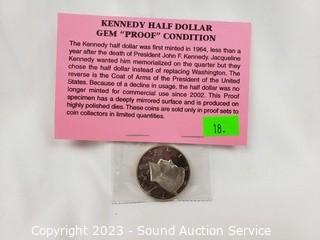 KENNEDY HALF DOLLAR
GEM "PROOF" CONDITION
The Kennedy half dollar was first minted in 1964, less than a
year after the death of President John F. Kennedy. Jacqueline
Kennedy wanted him memorialized on the quarter but they
chose the half dollar instead of replacing Washington. The
reverse is the Coat of Arms of the President of the United
States. Because of a decline in usage, the half dollar was no
longer minted for commercial use since 2002. This Proof
specimen has a deeply mirrored surface and is produced on
highly polished dies. These coins are sold only in proof sets to
coin collectors in limited quantities.
18.
Copyright 2023 - Sound Auction Service